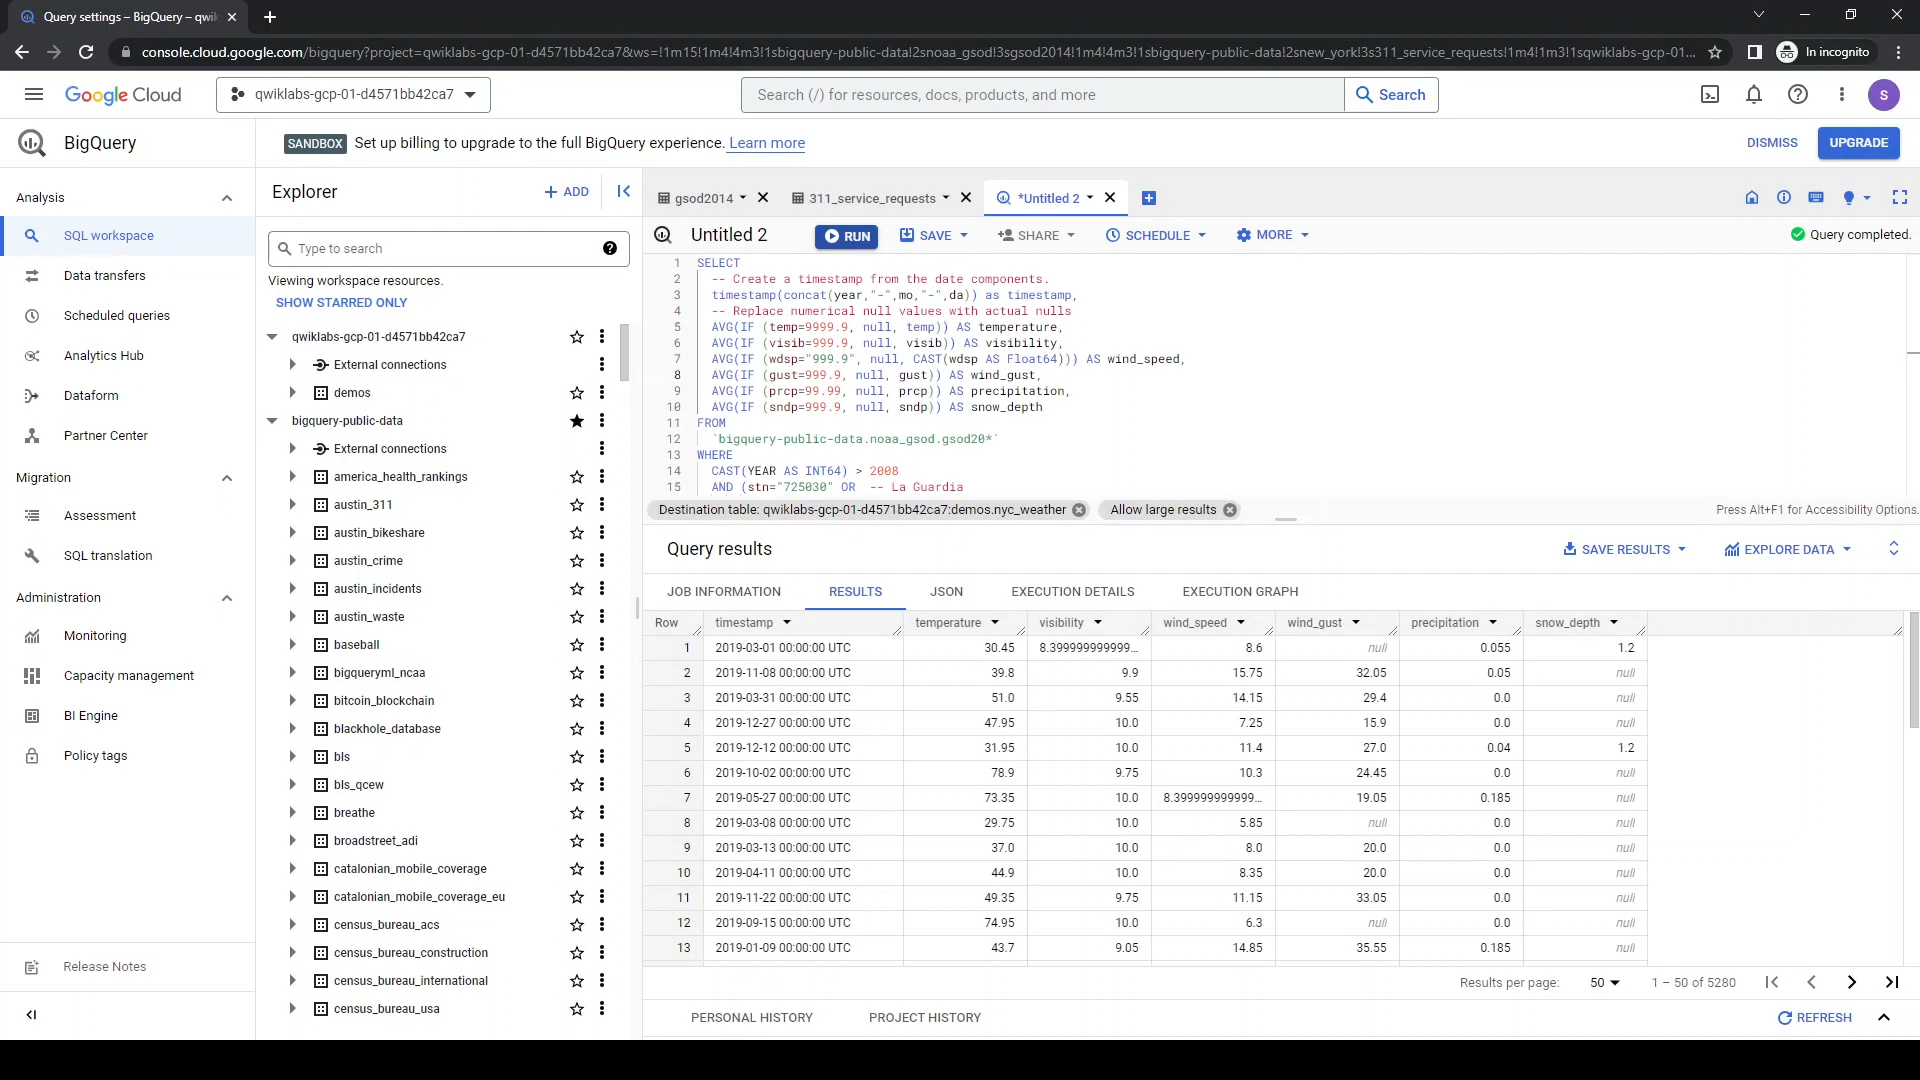 Query settings – BigQuery – qwik
console.cloud.google.com/bigquery?project=qwiklabs-gcp-01-d4571bb42ca7&ws=!1m15!1m4!4m3!1sbigquery-public-data!2snoaa_gsod!3sgsod2014!1m4!4m3!1sbigquery-public-data!2snew_york!3s311_service_requests!1m4!1m3!1sqwiklabs-gcp-01...
In incognito
Google Cloud
qwiklabs-gcp-01-d4571bb42ca7
Search (/) for resources, docs, products, and more
Search
S
BigQuery
SANDBOX Set up billing to upgrade to the full BigQuery experience. Learn more
DISMISS
UPGRADE
Analysis
SQL workspace
Data transfers
Scheduled queries
Analytics Hub
Dataform
Partner Center
Migration
Assessment
SQL translation
Administration
Monitoring
Capacity management
BI Engine
Policy tags
Release Notes
Explorer
+ ADD
Type to search
Viewing workspace resources.
SHOW STARRED ONLY
qwiklabs-gcp-01-d4571bb42ca7
External connections
demos
bigquery-public-data
External connections
america_health_rankings
austin_311
austin_bikeshare
austin_crime
austin_incidents
austin_waste
baseball
bigqueryml_ncaa
bitcoin_blockchain
blackhole_database
bls
bls_qcew
breathe
broadstreet_adi
catalonian_mobile_coverage
catalonian_mobile_coverage_eu
census_bureau_acs
census_bureau_construction
census_bureau_international
census_bureau_usa
gsod2014
311_service_requests
*Untitled 2
Untitled 2
RUN
SAVE
SHARE
SCHEDULE
MORE
Query completed.
1 SELECT
2 -- Create a timestamp from the date components.
3 timestamp(concat(year,"-",mo,"-",da)) as timestamp,
4 -- Replace numerical null values with actual nulls
5 AVG(IF (temp=9999.9, null, temp)) AS temperature,
6 AVG(IF (visib=999.9, null, visib)) AS visibility,
7 AVG(IF (wdsp="999.9", null, CAST(wdsp AS Float64))) AS wind_speed,
8 AVG(IF (gust=999.9, null, gust)) AS wind_gust,
9 AVG(IF (prcp=99.99, null, prcp)) AS precipitation,
10 AVG(IF (sndp=999.9, null, sndp)) AS snow_depth
11 FROM
12 `bigquery-public-data.noaa_gsod.gsod20*`
13 WHERE
14 CAST(YEAR AS INT64) > 2008
15 AND (stn="725030" OR -- La Guardia
Destination table: qwiklabs-gcp-01-d4571bb42ca7:demos.nyc_weather
Allow large results
Press Alt+F1 for Accessibility Options.
Query results
SAVE RESULTS
EXPLORE DATA
JOB INFORMATION
RESULTS
JSON
EXECUTION DETAILS
EXECUTION GRAPH
Row timestamp temperature visibility wind_speed wind_gust precipitation snow_depth
1 2019-03-01 00:00:00 UTC 30.45 8.399999999999... 8.6 null 0.055 1.2
2 2019-11-08 00:00:00 UTC 39.8 9.9 15.75 32.05 0.05 null
3 2019-03-31 00:00:00 UTC 51.0 9.55 14.15 29.4 0.0 null
4 2019-12-27 00:00:00 UTC 47.95 10.0 7.25 15.9 0.0 null
5 2019-12-12 00:00:00 UTC 31.95 10.0 11.4 27.0 0.04 1.2
6 2019-10-02 00:00:00 UTC 78.9 9.75 10.3 24.45 0.0 null
7 2019-05-27 00:00:00 UTC 73.35 10.0 8.399999999999... 19.05 0.185 null
8 2019-03-08 00:00:00 UTC 29.75 10.0 5.85 null 0.0 null
9 2019-03-13 00:00:00 UTC 37.0 10.0 8.0 20.0 0.0 null
10 2019-04-11 00:00:00 UTC 44.9 10.0 8.35 20.0 0.0 null
11 2019-11-22 00:00:00 UTC 49.35 9.75 11.15 33.05 0.0 null
12 2019-09-15 00:00:00 UTC 74.95 10.0 6.3 null 0.0 null
13 2019-01-09 00:00:00 UTC 43.7 9.05 14.85 35.55 0.185 null
Results per page: 50 1 – 50 of 5280
PERSONAL HISTORY
PROJECT HISTORY
REFRESH